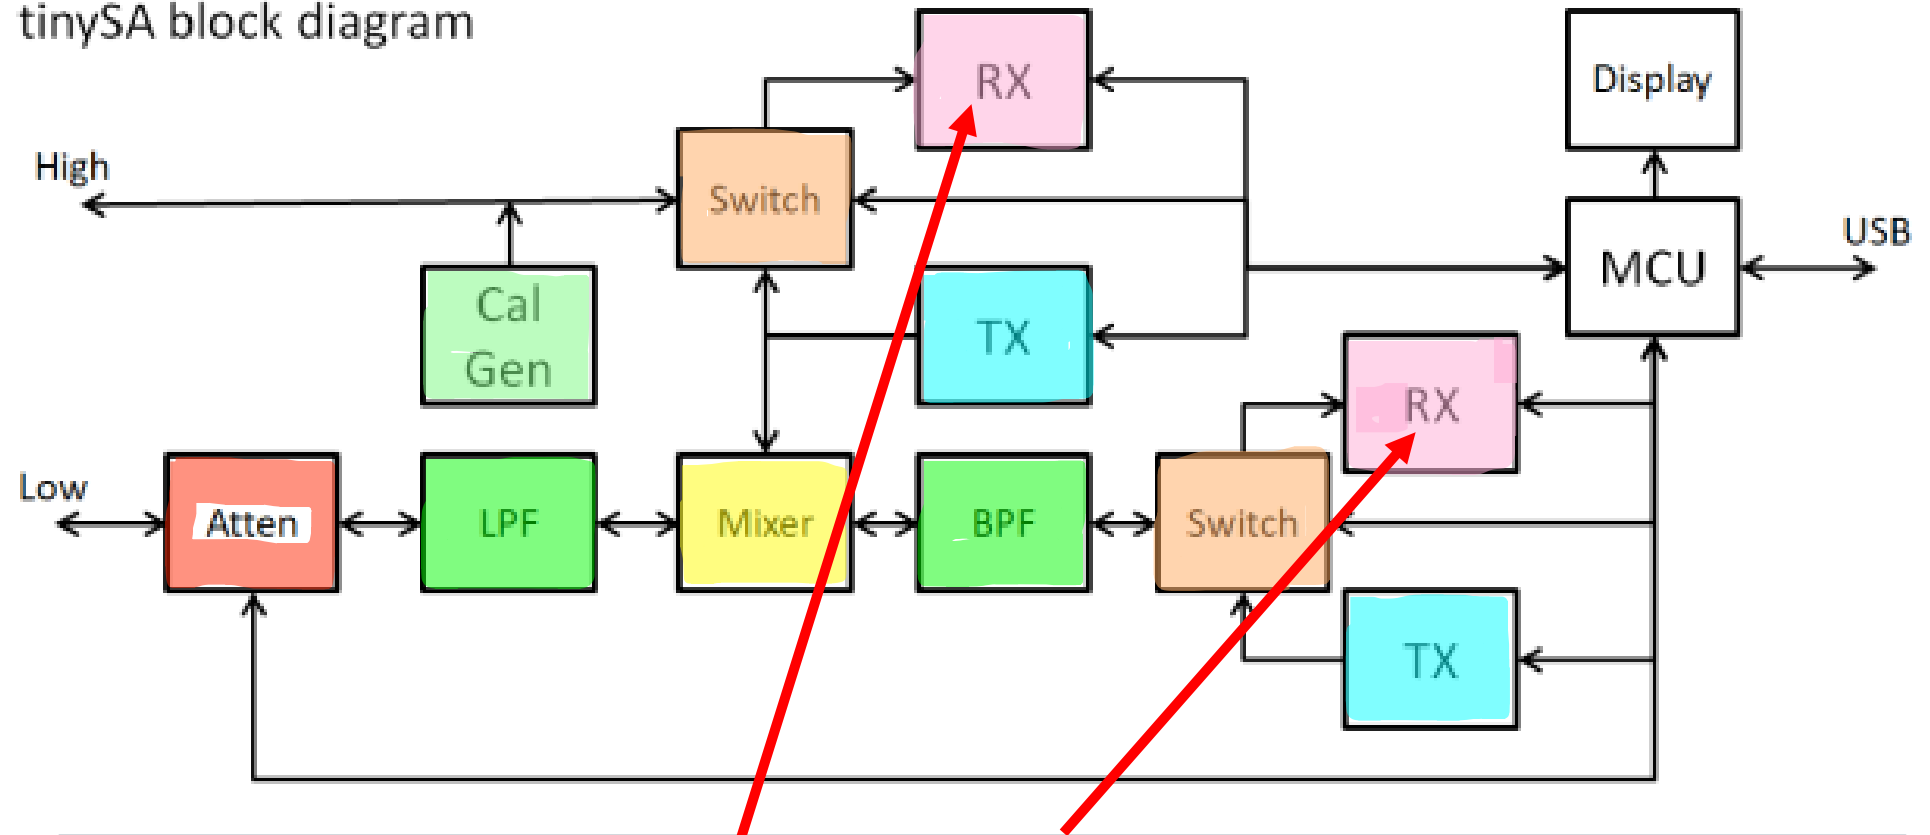 tinySA block diagram
RX
Display
High
Switch
USB
MCU
Cal
Gen
TX
RX
Low
Atten
LPF
Mixer
BPF
Switch
TX